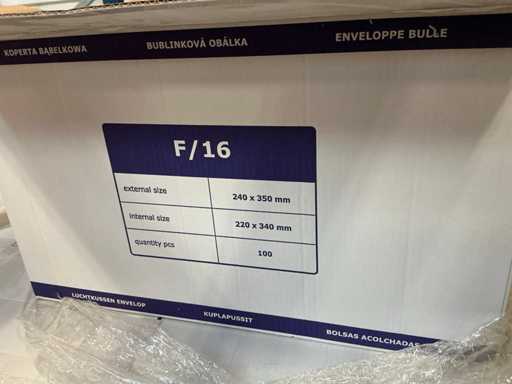 KOPERTA BĄBELKOWA
BUBLINKOVÁ OBÁLKA
ENVELOPPE BULLE
F/16
external size 240 x 350 mm
internal size 220 x 340 mm
quantity pcs 100
LUCHTKUSSEN ENVELOP
KUPLAPUSSIT
BOLSAS ACOLCHADAS